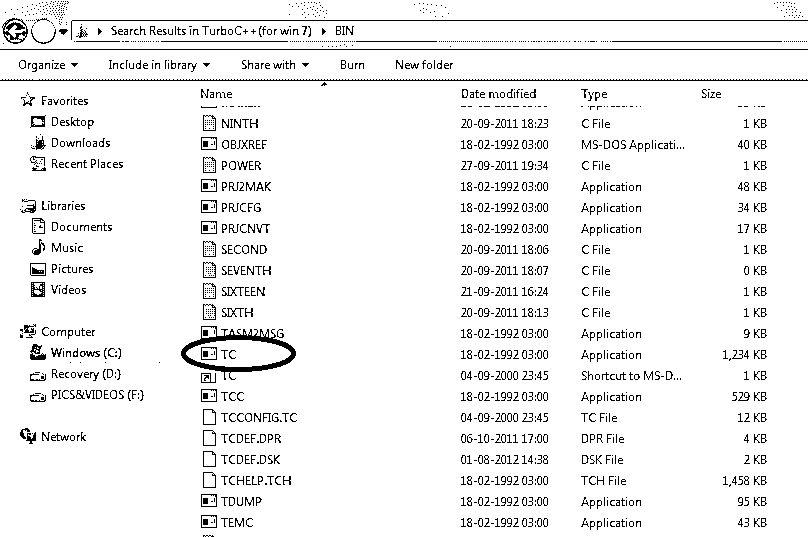 Search Results in TurboC++(for win 7) BIN
Organize Include in library Share with Burn New folder
Name Date modified Type Size
Favorites
Desktop
Downloads
Recent Places
Libraries
Documents
Music
Pictures
Videos
Computer
Windows (C:)
Recovery (D:)
PICS&VIDEOS (F:)
Network
NINTH 20-09-2011 18:23 C File 1 KB
OBJXREF 18-02-1992 03:00 MS-DOS Applicati... 40 KB
POWER 27-09-2011 19:34 C File 1 KB
PRJ2MAK 18-02-1992 03:00 Application 48 KB
PRJCFG 18-02-1992 03:00 Application 34 KB
PRJCNVT 18-02-1992 03:00 Application 17 KB
SECOND 20-09-2011 18:06 C File 1 KB
SEVENTH 20-09-2011 18:07 C File 0 KB
SIXTEEN 21-09-2011 16:24 C File 1 KB
SIXTH 20-09-2011 18:13 C File 1 KB
TASM2MSG 18-02-1992 03:00 Application 9 KB
TC 18-02-1992 03:00 Application 1,234 KB
TC 04-09-2000 23:45 Shortcut to MS-D... 1 KB
TCC 18-02-1992 03:00 Application 529 KB
TCCONFIG.TC 04-09-2000 23:45 TC File 12 KB
TCDEF.DPR 06-10-2011 17:00 DPR File 4 KB
TCDEF.DSK 01-08-2012 14:38 DSK File 2 KB
TCHELP.TCH 18-02-1992 03:00 TCH File 1,458 KB
TDUMP 18-02-1992 03:00 Application 95 KB
TEMC 18-02-1992 03:00 Application 43 KB